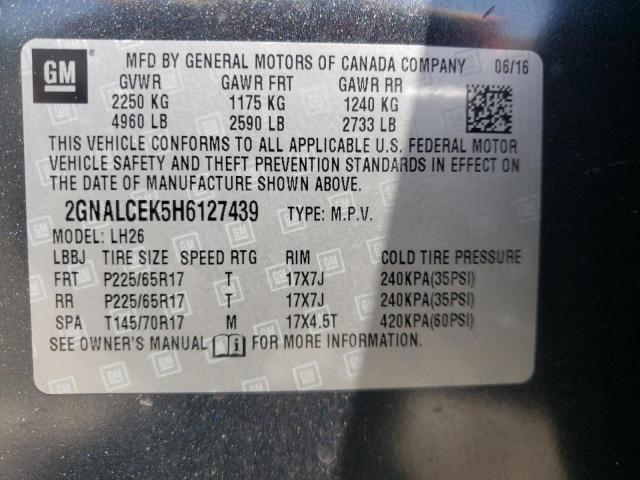 GM
MFD BY GENERAL MOTORS OF CANADA COMPANY 06/16
GVWR GAWR FRT GAWR RR
2250 KG 1175 KG 1240 KG
4960 LB 2590 LB 2733 LB
THIS VEHICLE CONFORMS TO ALL APPLICABLE U.S. FEDERAL MOTOR
VEHICLE SAFETY AND THEFT PREVENTION STANDARDS IN EFFECT ON
THE DATE OF MANUFACTURE SHOWN ABOVE.
2GNALCEK5H6127439 TYPE: M.P.V.
MODEL: LH26
LBBJ TIRE SIZE SPEED RTG RIM COLD TIRE PRESSURE
FRT P225/65R17 T 17X7J 240KPA(35PSI)
RR P225/65R17 T 17X7J 240KPA(35PSI)
SPA T145/70R17 M 17X4.5T 420KPA(60PSI)
SEE OWNER'S MANUAL FOR MORE INFORMATION.